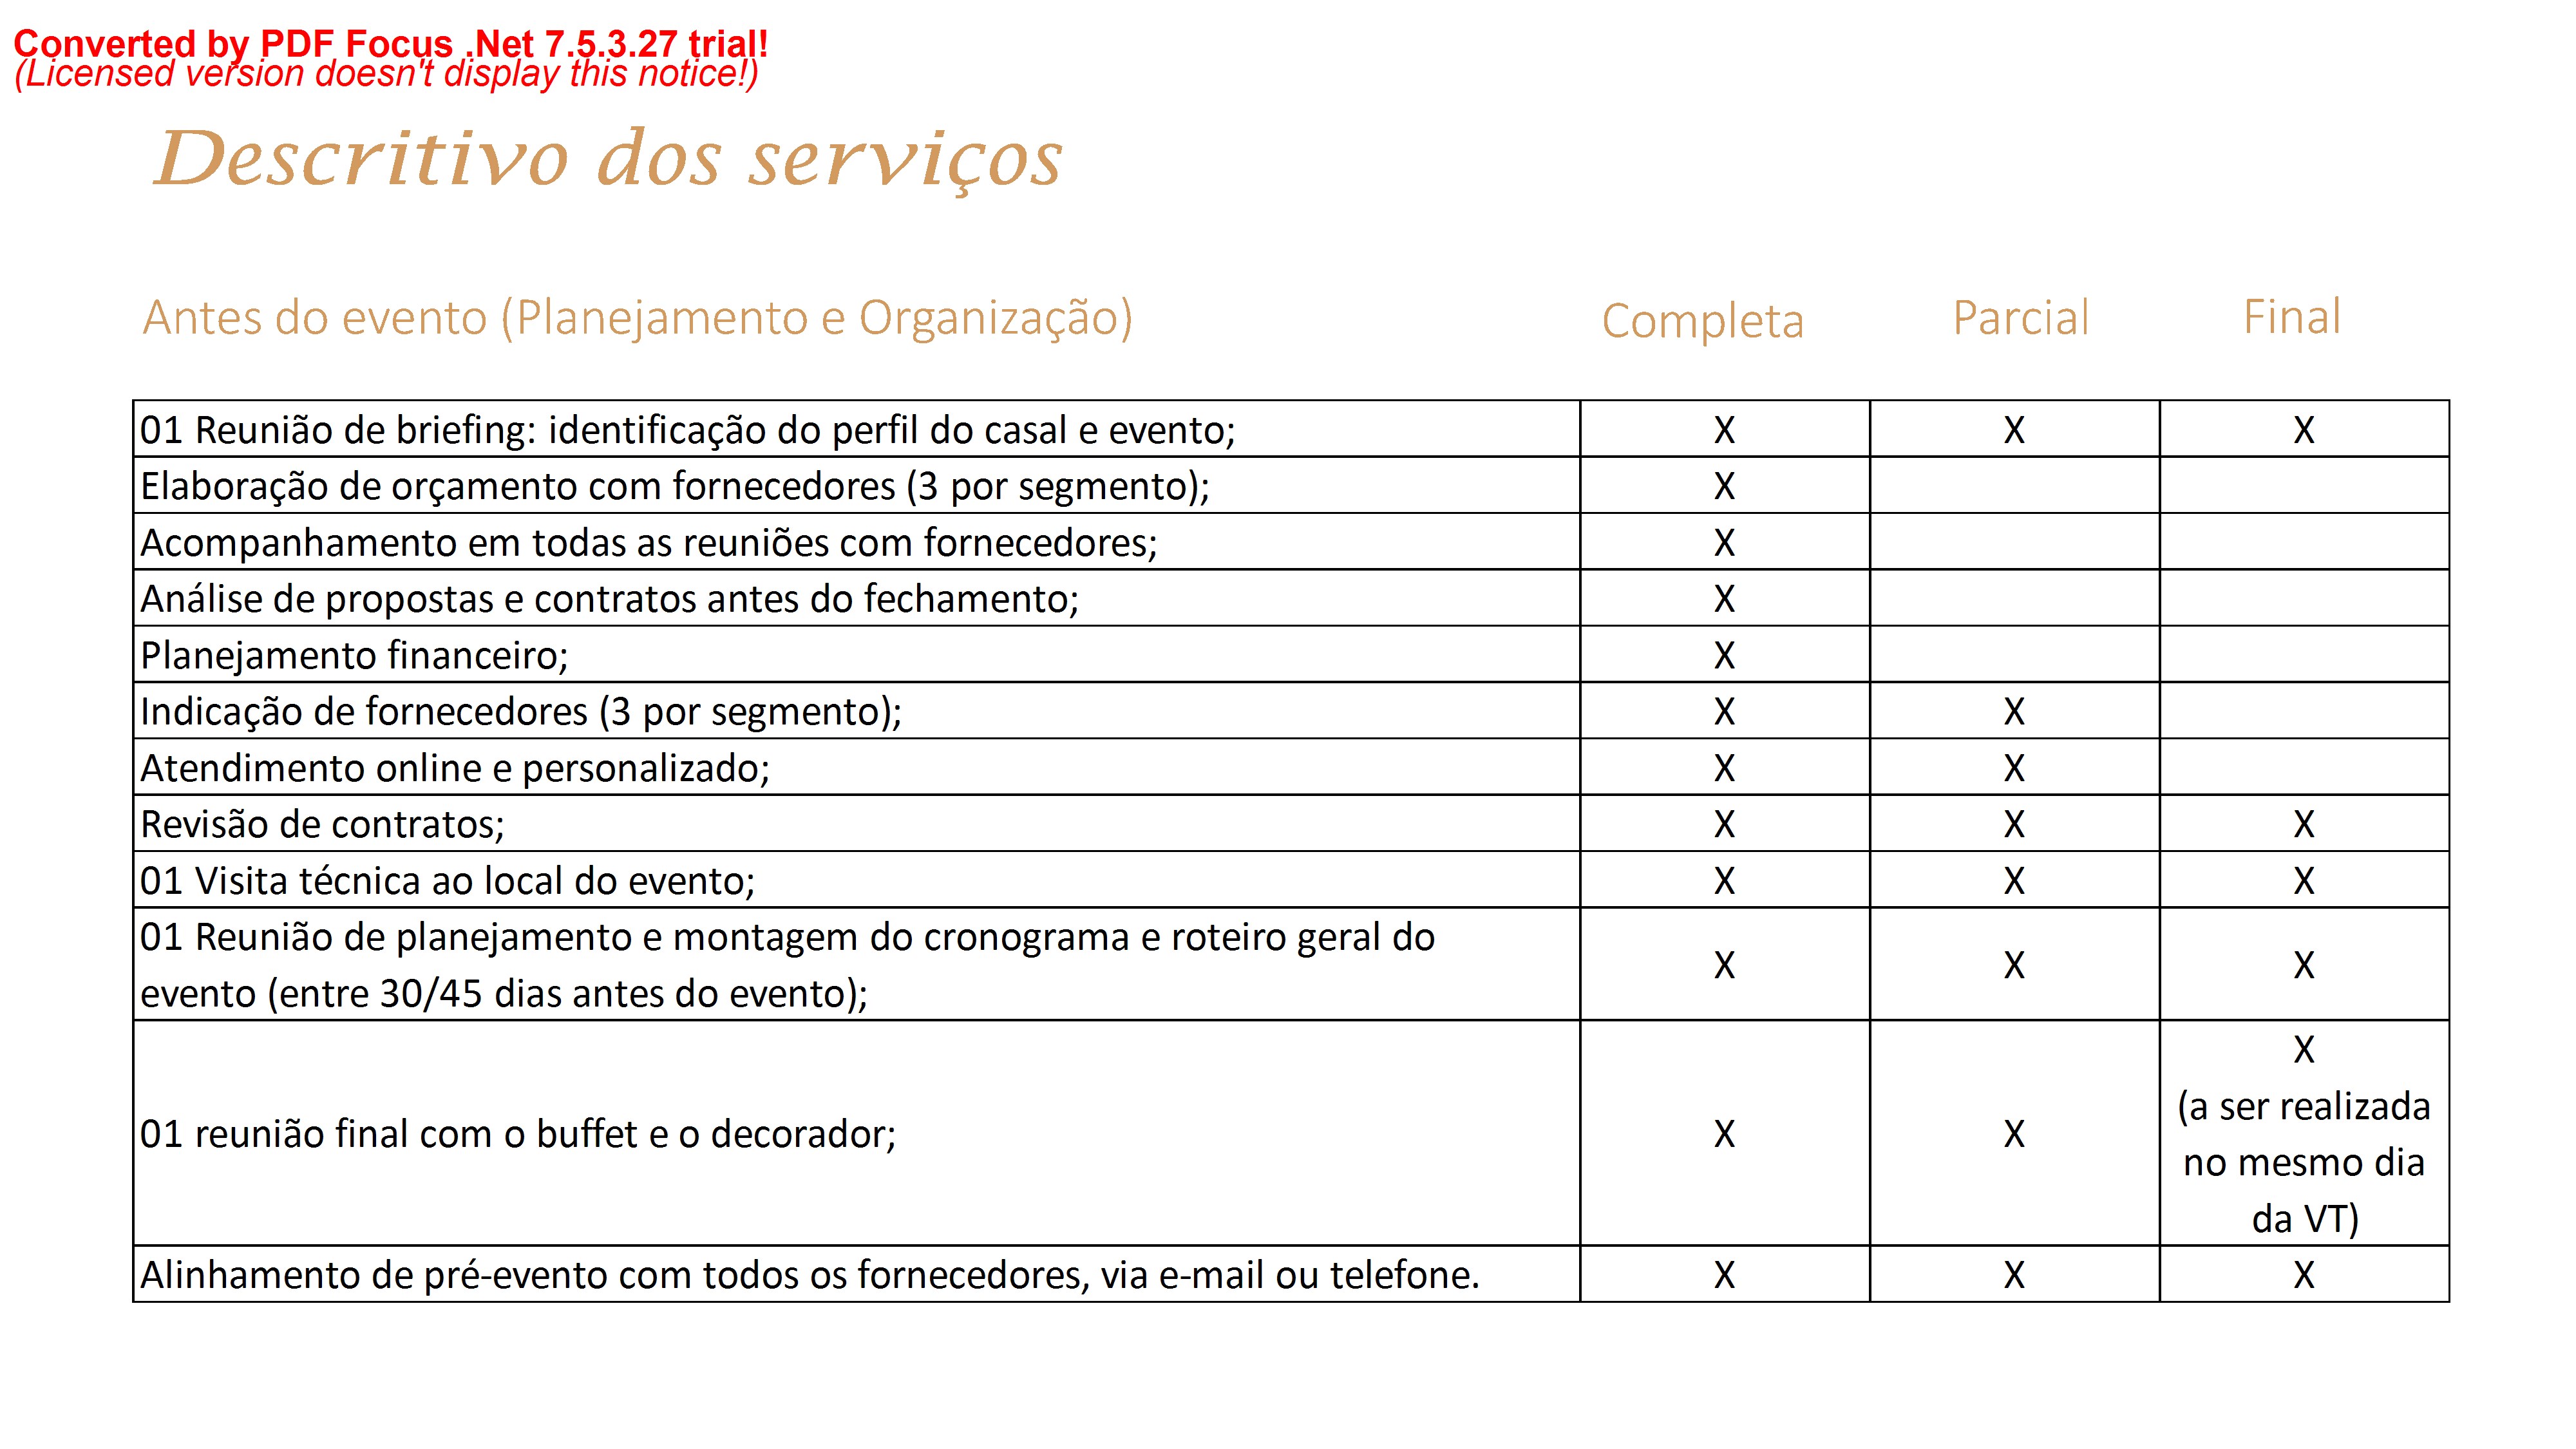 Converted by PDF Focus .Net 7.5.3.27 trial!
(Licensed version doesn't display this notice!)
Descritivo dos serviços
Antes do evento (Planejamento e Organização) Completa Parcial Final
01 Reunião de briefing: identificação do perfil do casal e evento; X X X
Elaboração de orçamento com fornecedores (3 por segmento); X
Acompanhamento em todas as reuniões com fornecedores; X
Análise de propostas e contratos antes do fechamento; X
Planejamento financeiro; X
Indicação de fornecedores (3 por segmento); X X
Atendimento online e personalizado; X X
Revisão de contratos; X X X
01 Visita técnica ao local do evento; X X X
01 Reunião de planejamento e montagem do cronograma e roteiro geral do
evento (entre 30/45 dias antes do evento); X X X
01 reunião final com o buffet e o decorador; X X X
(a ser realizada
no mesmo dia
da VT)
Alinhamento de pré-evento com todos os fornecedores, via e-mail ou telefone. X X X